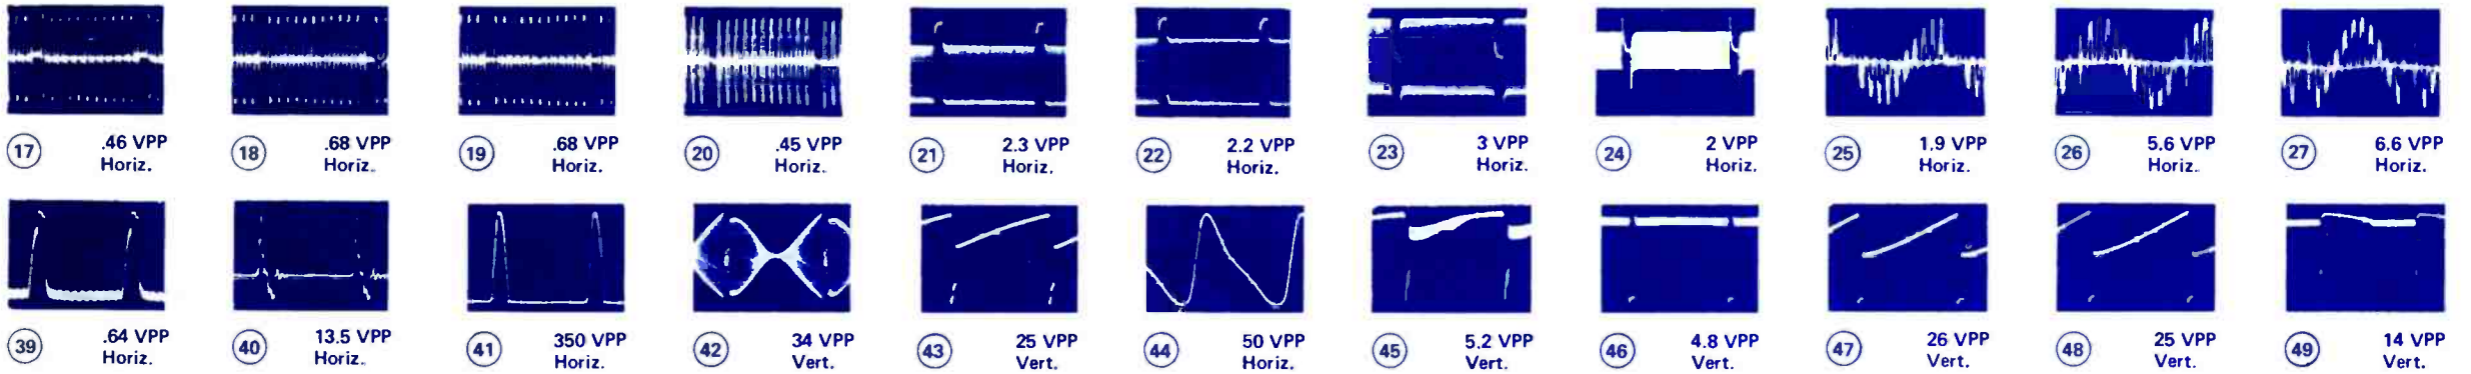 17 .46 VPP
Horiz.
18 .68 VPP
Horiz.
19 .68 VPP
Horiz.
20 .45 VPP
Horiz.
21 2.3 VPP
Horiz.
22 2.2 VPP
Horiz.
23 3 VPP
Horiz.
24 2 VPP
Horiz.
25 1.9 VPP
Horiz.
26 5.6 VPP
Horiz.
27 6.6 VPP
Horiz.
39 .64 VPP
Horiz.
40 13.5 VPP
Horiz.
41 350 VPP
Horiz.
42 34 VPP
Vert.
43 25 VPP
Vert.
44 50 VPP
Horiz.
45 5.2 VPP
Vert.
46 4.8 VPP
Vert.
47 26 VPP
Vert.
48 25 VPP
Vert.
49 14 VPP
Vert.